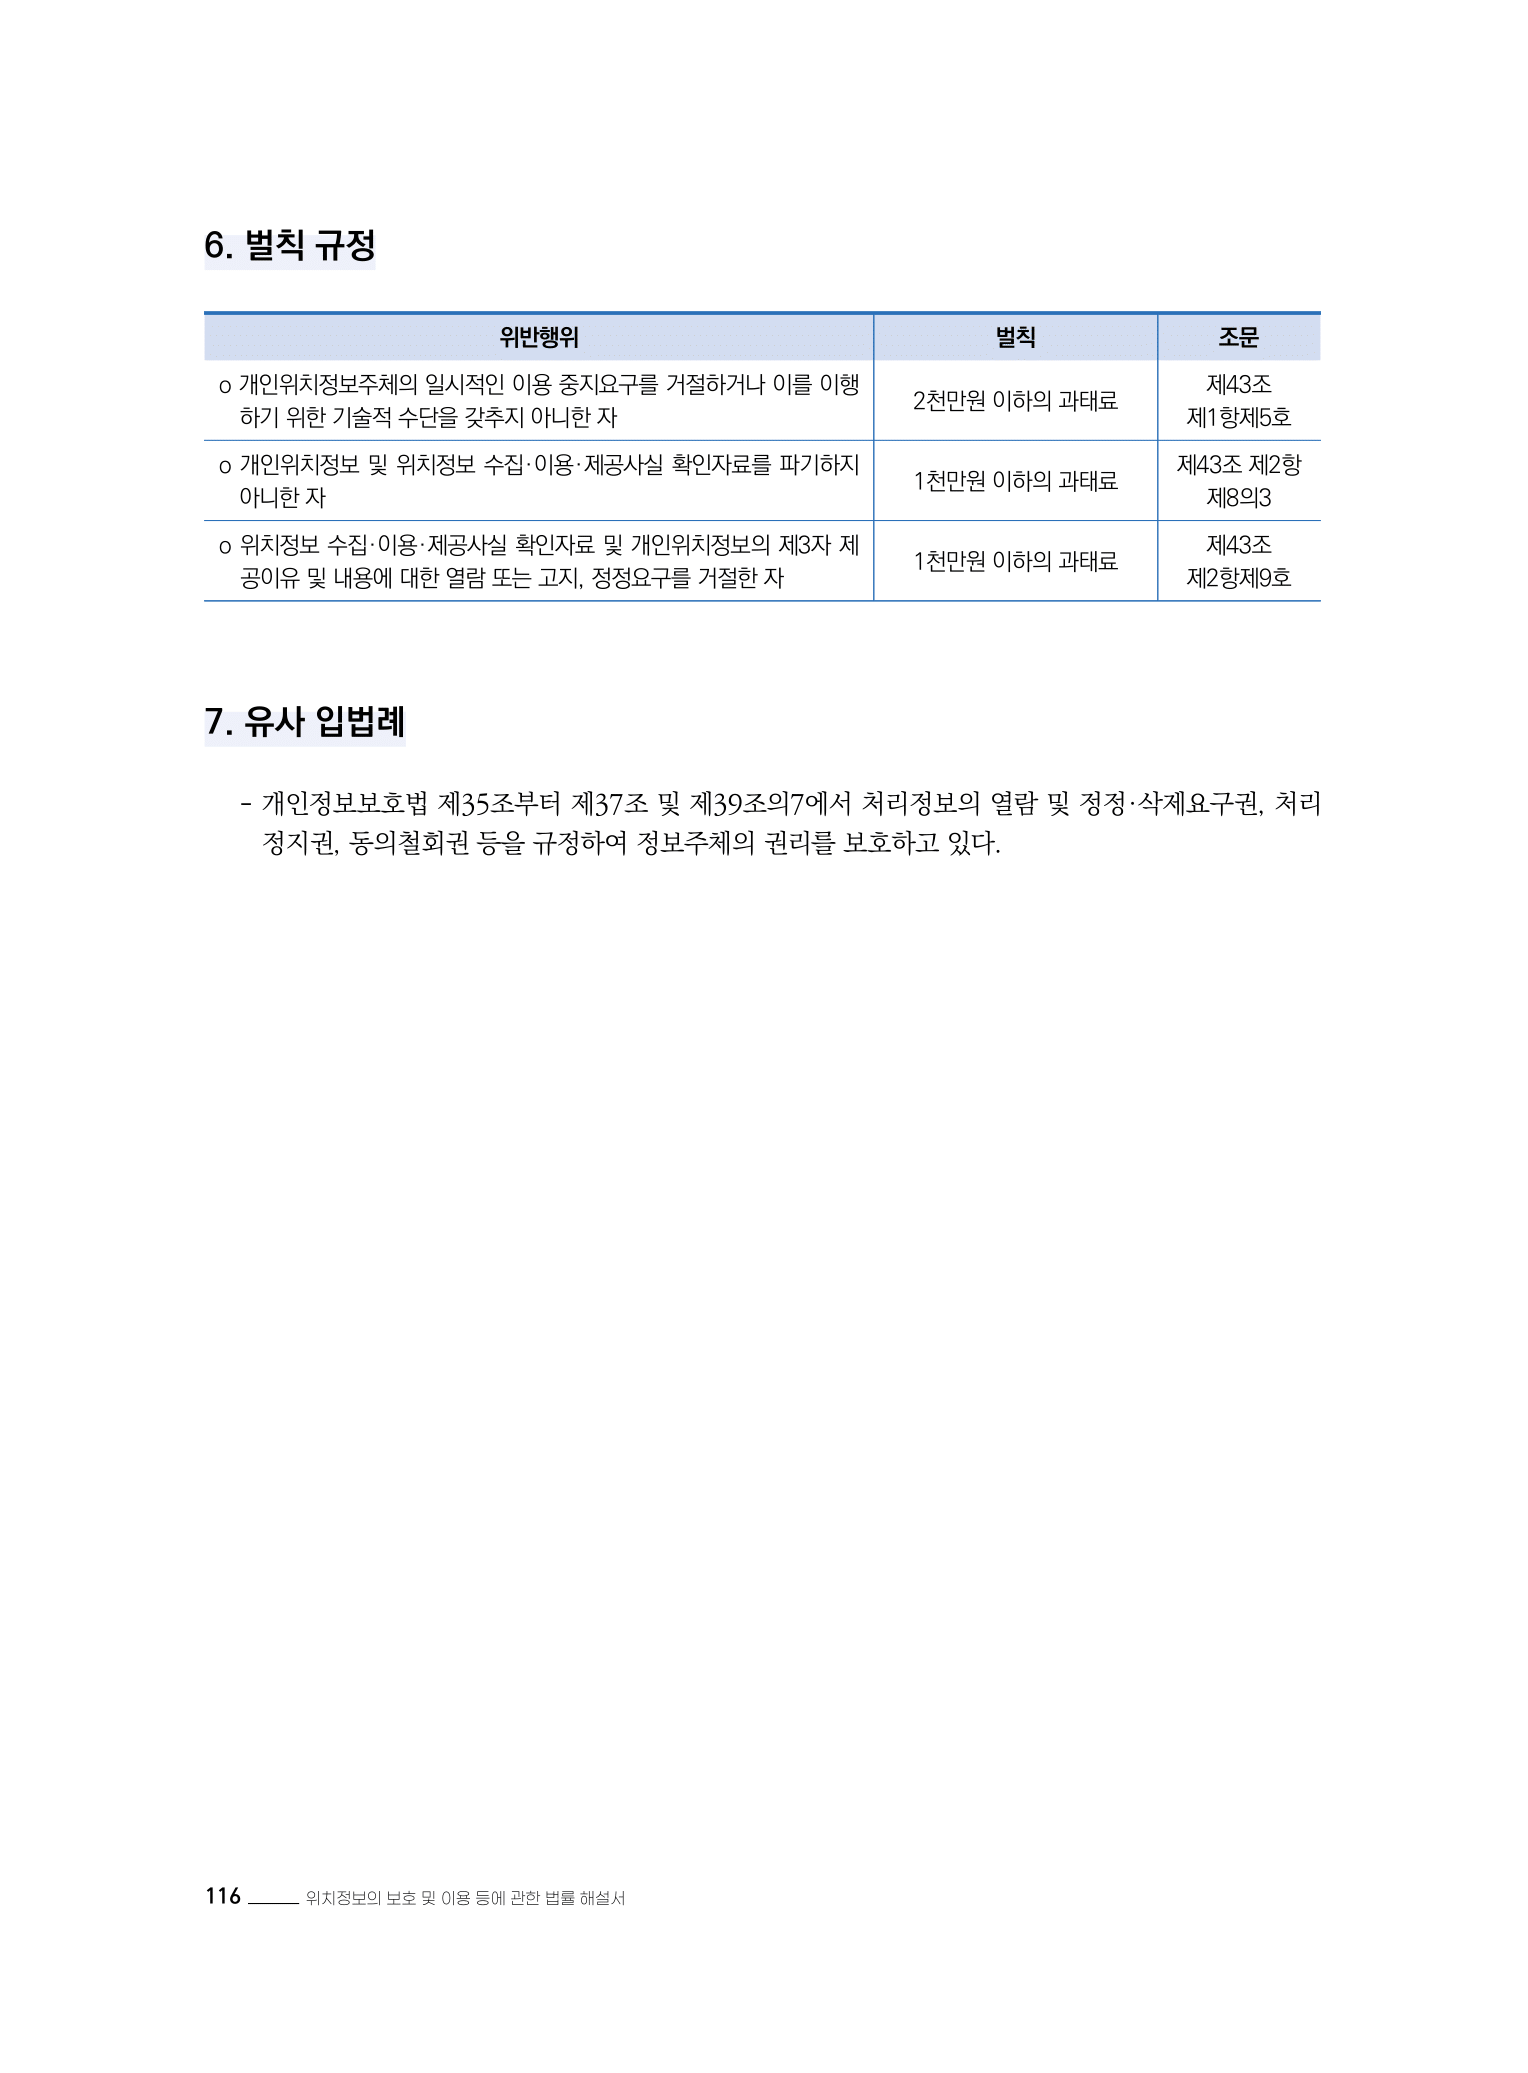 6. 벌칙 규정
위반행위 벌칙 조문
o 개인위치정보주체의 일시적인 이용 중지요구를 거절하거나 이를 이행
하기 위한 기술적 수단을 갖추지 아니한 자
2천만원 이하의 과태료
제43조
제1항제5호
o 개인위치정보 및 위치정보 수집·이용·제공사실 확인자료를 파기하지
아니한 자
1천만원 이하의 과태료
제43조 제2항
제8의3
o 위치정보 수집·이용·제공사실 확인자료 및 개인위치정보의 제3자 제
공이유 및 내용에 대한 열람 또는 고지, 정정요구를 거절한 자
1천만원 이하의 과태료
제43조
제2항제9호
7. 유사 입법례
- 개인정보보호법 제35조부터 제37조 및 제39조의7에서 처리정보의 열람 및 정정·삭제요구권, 처리
정지권, 동의철회권 등을 규정하여 정보주체의 권리를 보호하고 있다.
116 위치정보의 보호 및 이용 등에 관한 법률 해설서